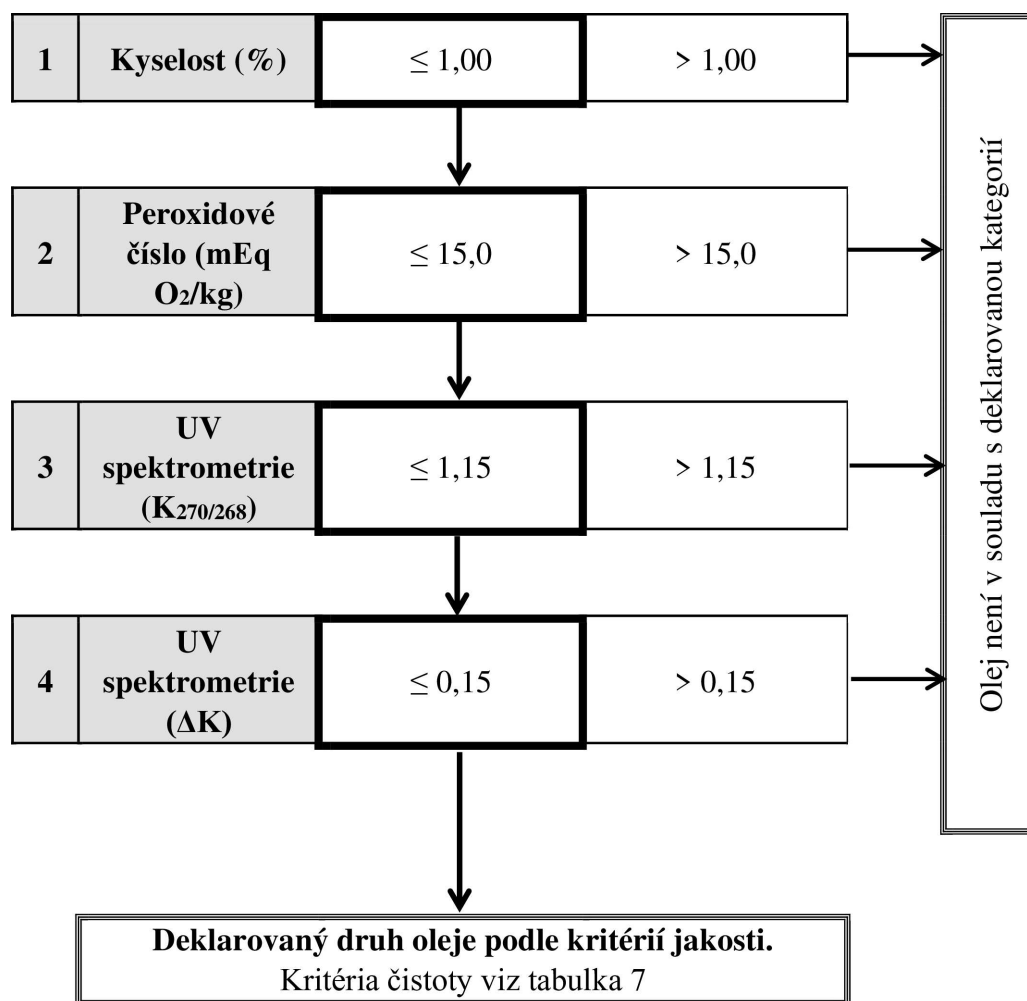 1 Kyselost (%) ≤ 1,00 > 1,00
2 Peroxidové
číslo (mEq
O₂/kg) ≤ 15,0 > 15,0
3 UV
spektrometrie
(K₂₇₀/₂₆₈) ≤ 1,15 > 1,15
4 UV
spektrometrie
(ΔK) ≤ 0,15 > 0,15
Olej není v souladu s deklarovanou kategorií
Deklarovaný druh oleje podle kritérií jakosti.
Kritéria čistoty viz tabulka 7